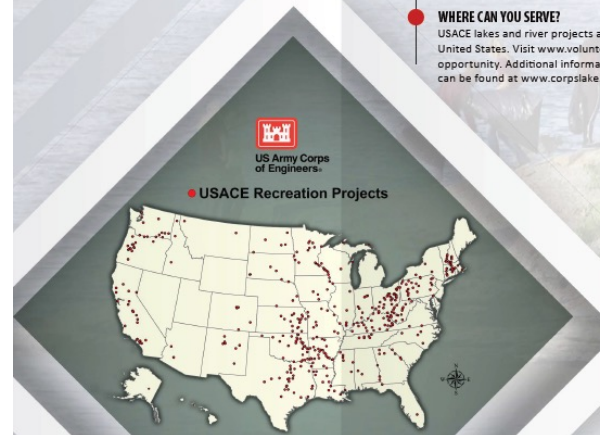 WHERE CAN YOU SERVE?
USACE lakes and river projects a
United States. Visit www.volunt
opportunity. Additional informa
can be found at www.corpslake
US Army Corps
of Engineers®
USACE Recreation Projects
N
W E
S